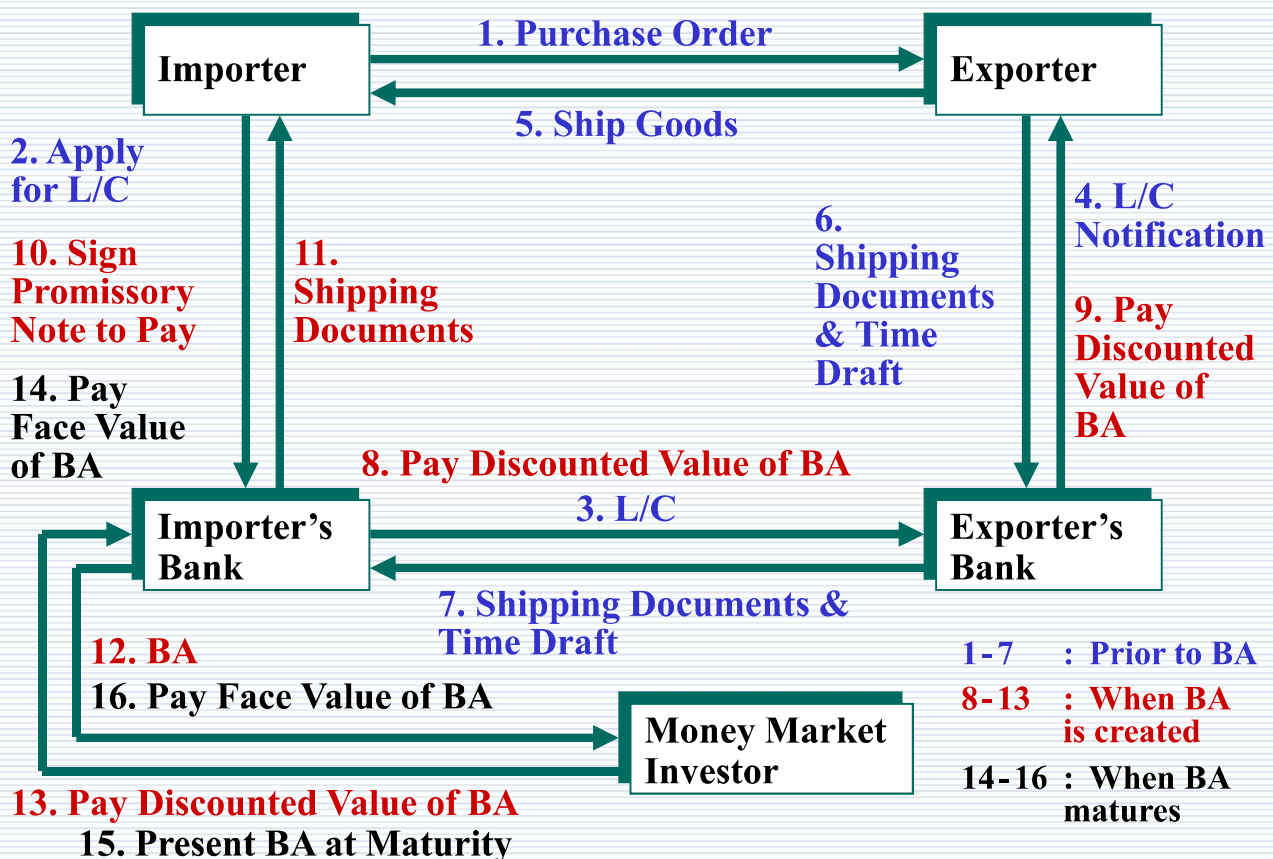 1. Purchase Order
Importer
Exporter
5. Ship Goods
2. Apply
for L/C
10. Sign
Promissory
Note to Pay
14. Pay
Face Value
of BA
11.
Shipping
Documents
6.
Shipping
Documents
& Time
Draft
4. L/C
Notification
9. Pay
Discounted
Value of
BA
8. Pay Discounted Value of BA
3. L/C
Importer’s
Bank
Exporter’s
Bank
7. Shipping Documents &
Time Draft
12. BA
16. Pay Face Value of BA
Money Market
Investor
13. Pay Discounted Value of BA
15. Present BA at Maturity
1-7 : Prior to BA
8-13 : When BA
is created
14-16 : When BA
matures